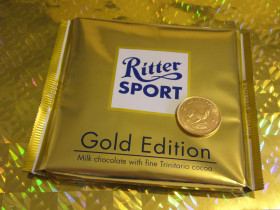 Ritter
SPORT
Gold Edition
Milk chocolate with fine Trinitario cocoa